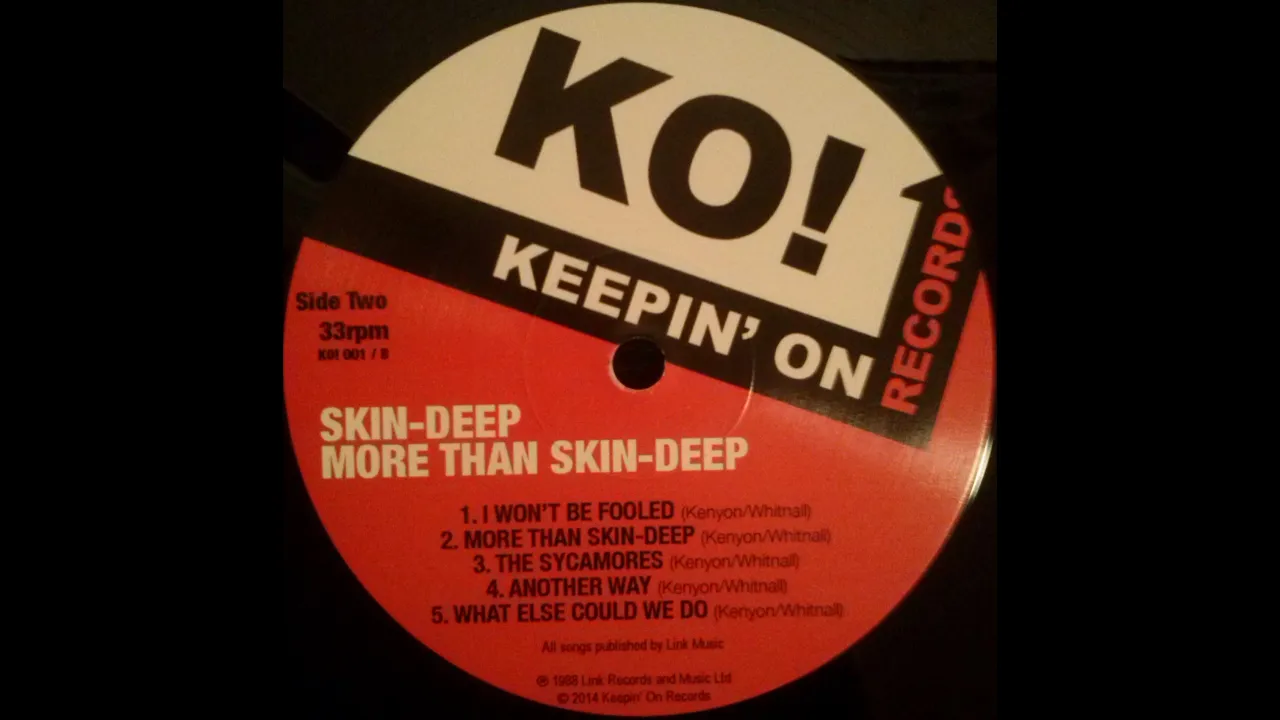 KO!
KEEPIN' ON
RECORDS
Side Two
33rpm
KO! 001 / B
SKIN-DEEP
MORE THAN SKIN-DEEP
1. I WON'T BE FOOLED (Kenyon/Whitnall)
2. MORE THAN SKIN-DEEP (Kenyon/Whitnall)
3. THE SYCAMORES (Kenyon/Whitnall)
4. ANOTHER WAY (Kenyon/Whitnall)
5. WHAT ELSE COULD WE DO (Kenyon/Whitnall)
All songs published by Link Music
℗ 1988 Link Records and Music Ltd
© 2014 Keepin' On Records